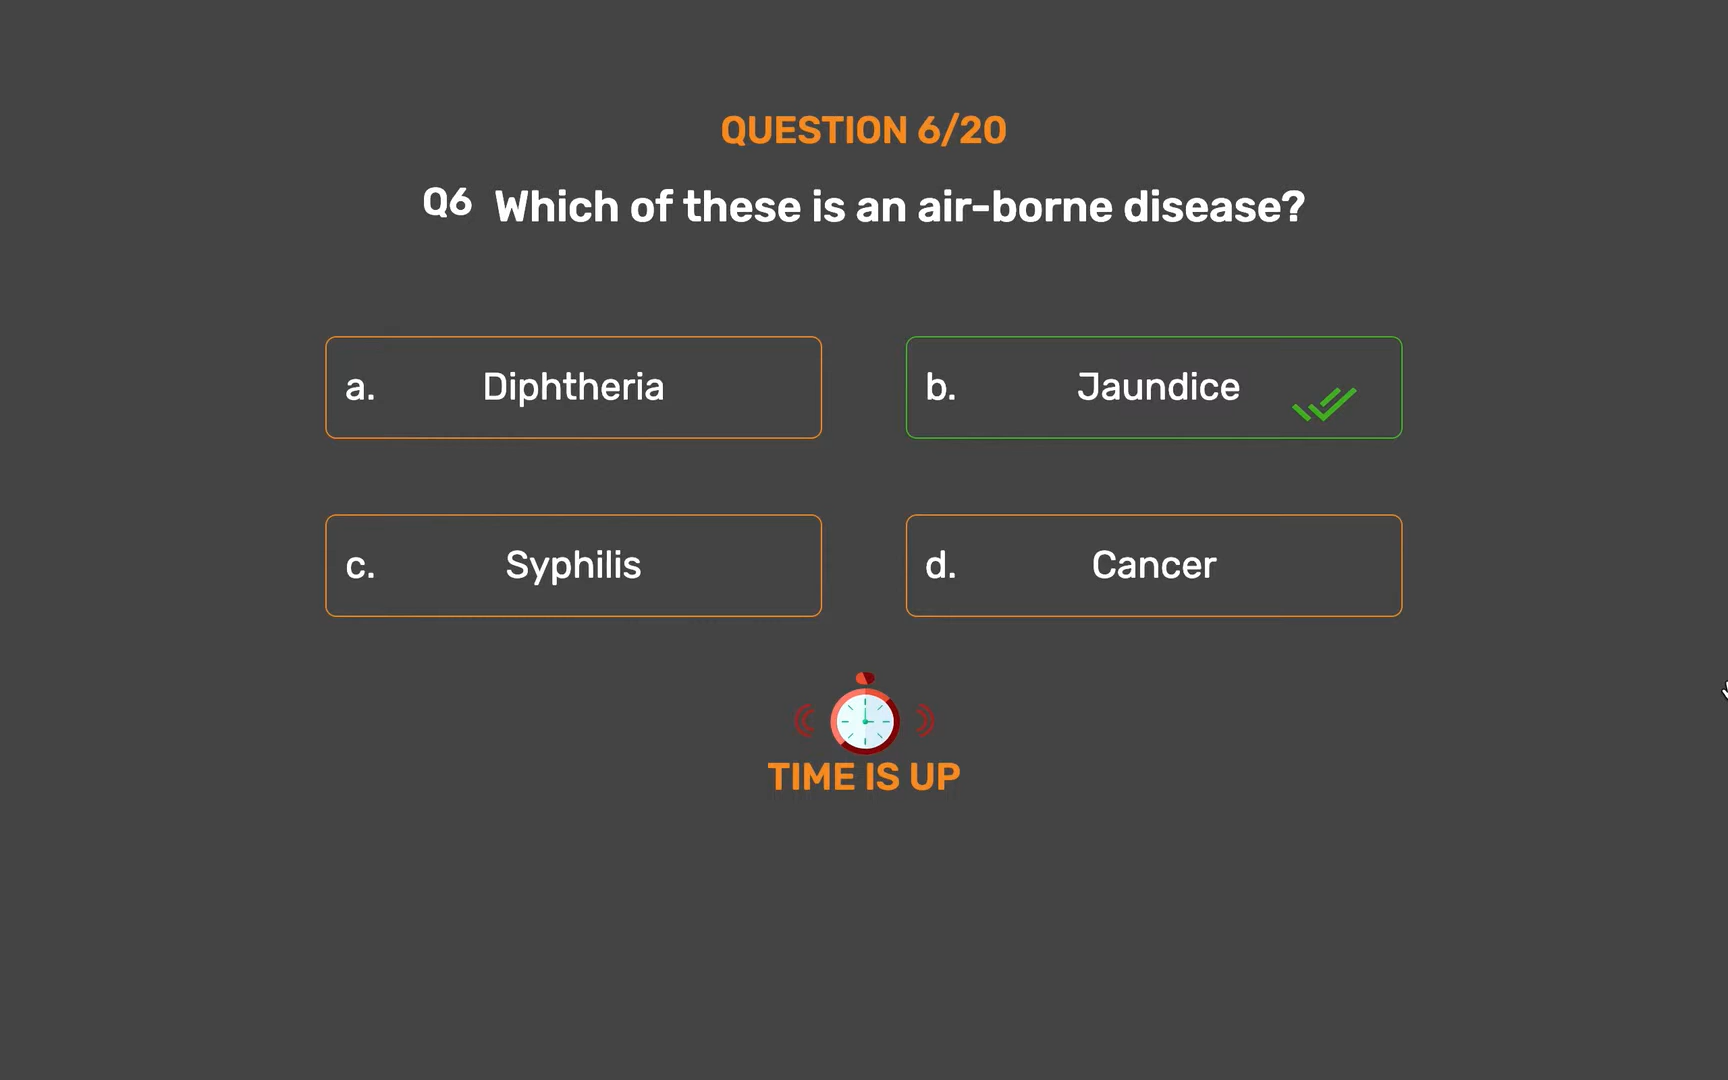 QUESTION 6/20
Q6 Which of these is an air-borne disease?
a. Diphtheria
b. Jaundice
c. Syphilis
d. Cancer
TIME IS UP